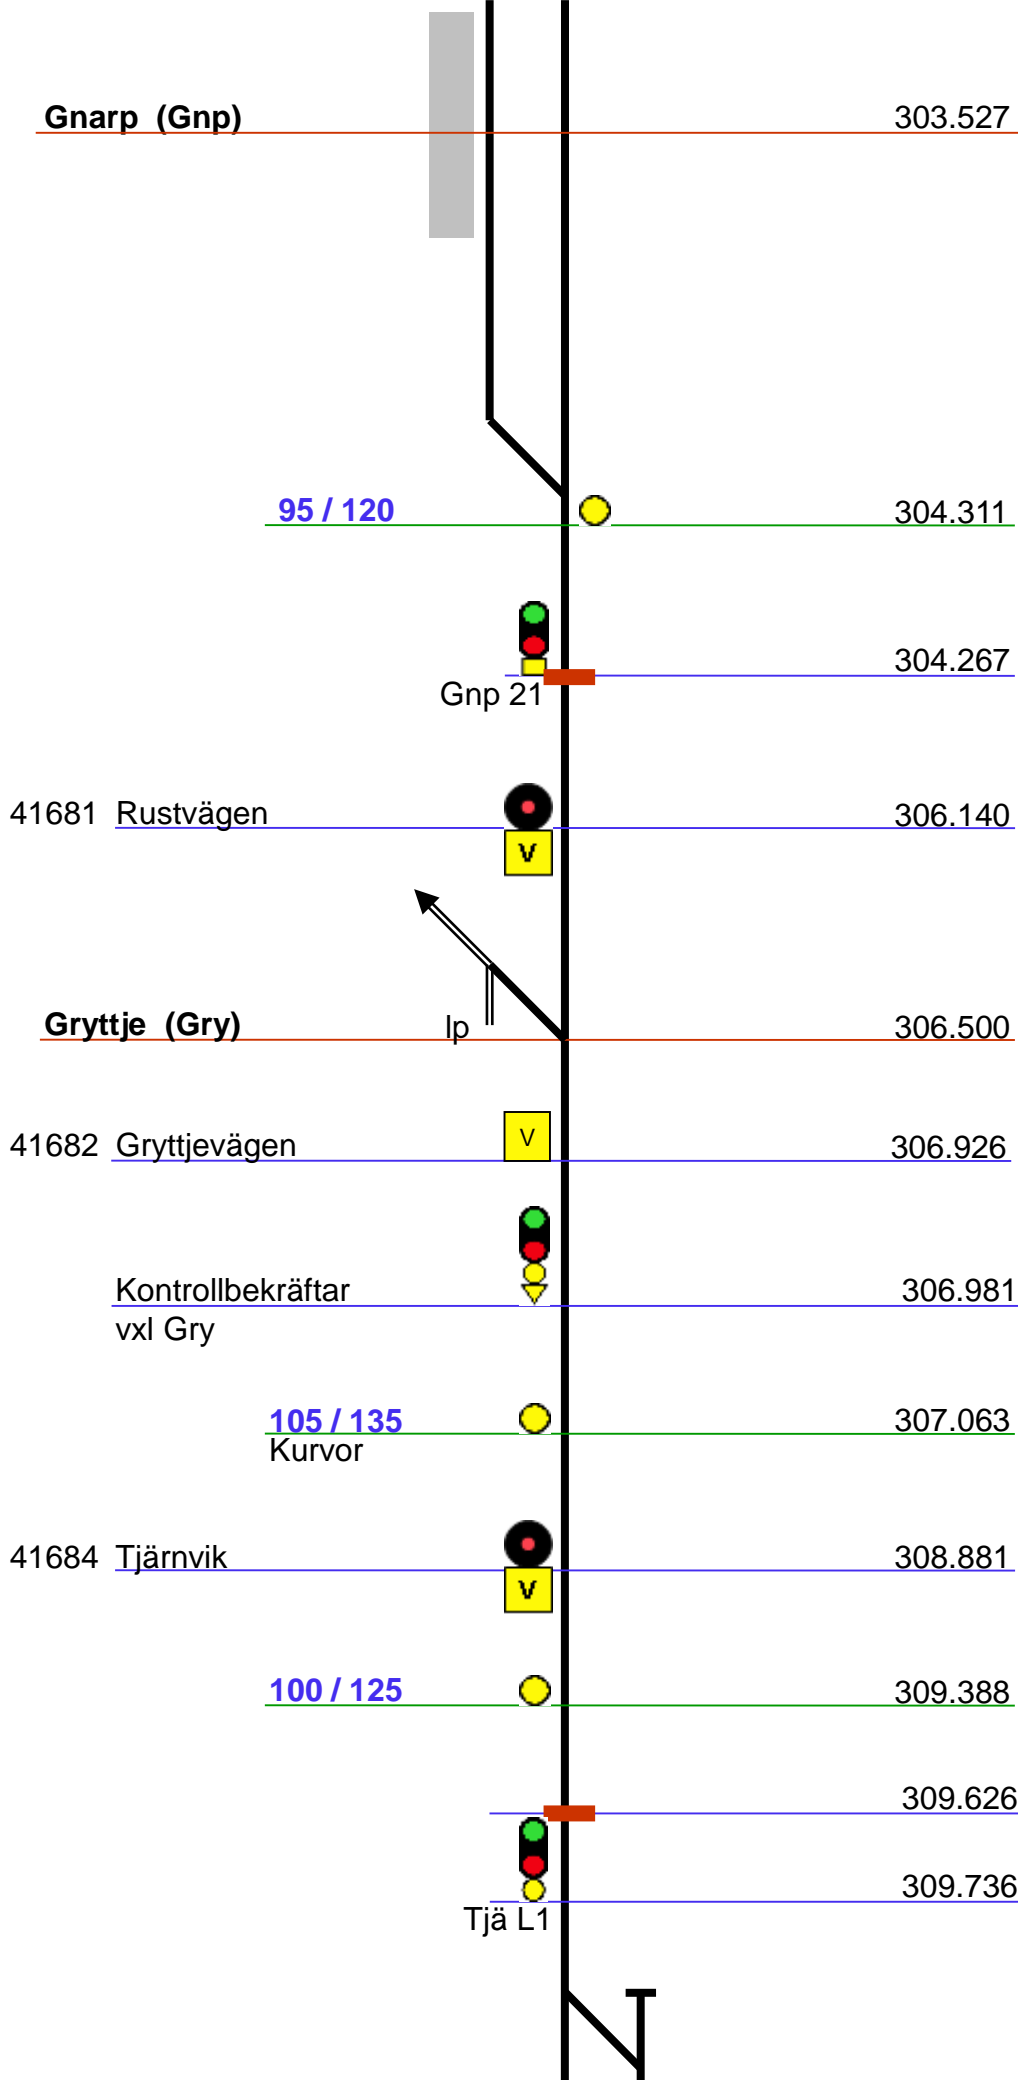 Gnarp (Gnp) 303.527
95 / 120 304.311
304.267
Gnp 21
41681 Rustvägen 306.140
V
Gryttje (Gry) lp 306.500
41682 Gryttjevägen V 306.926
Kontrollbekräftar 306.981
vxl Gry
105 / 135 307.063
Kurvor
41684 Tjärnvik 308.881
V
100 / 125 309.388
309.626
309.736
Tjä L1